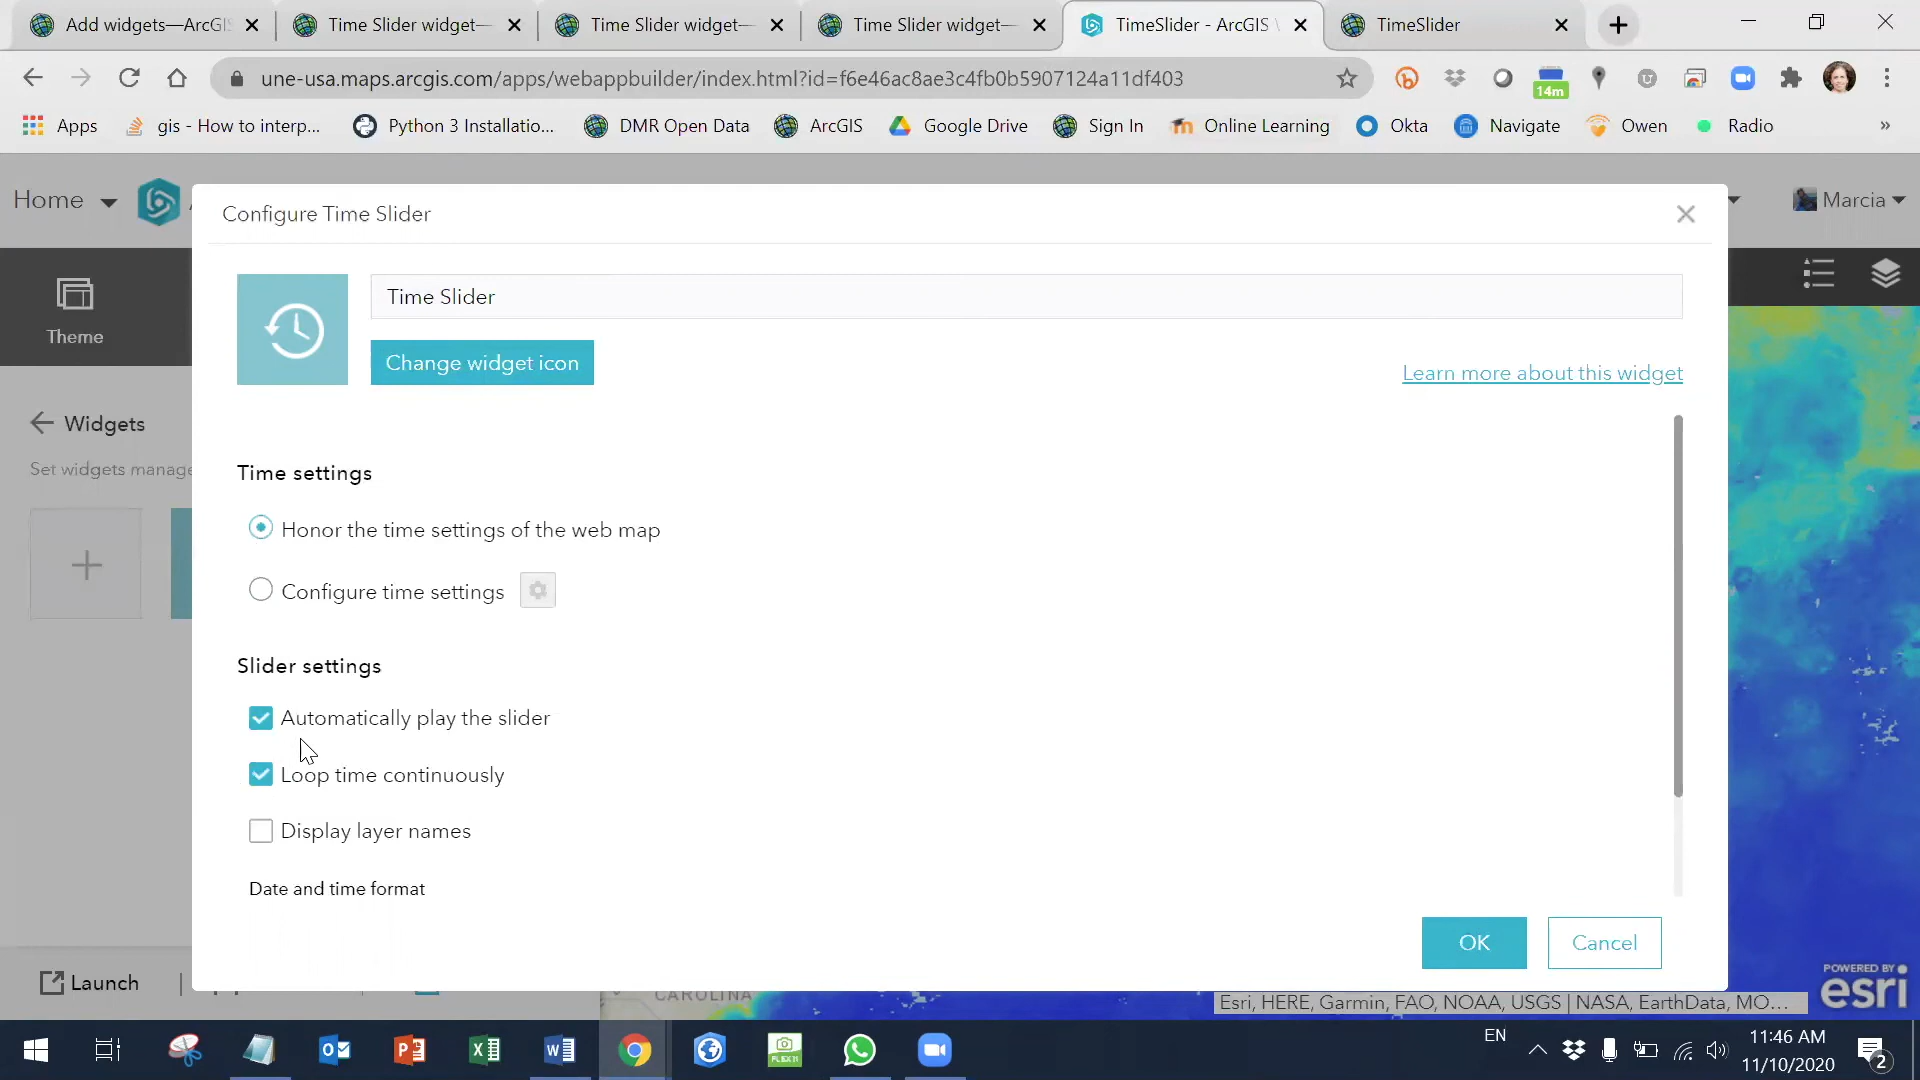 Add widgets—ArcGI
Time Slider widget—
Time Slider widget—
Time Slider widget—
TimeSlider - ArcGIS
TimeSlider
une-usa.maps.arcgis.com/apps/webappbuilder/index.html?id=f6e46ac8ae3c4fb0b5907124a11df403
14m
Apps
gis - How to interp...
Python 3 Installatio...
DMR Open Data
ArcGIS
Google Drive
Sign In
Online Learning
Okta
Navigate
Owen
Radio
»
Home
Marcia
Configure Time Slider
Theme
Time Slider
Change widget icon
Learn more about this widget
Widgets
Set widgets manage
Time settings
Honor the time settings of the web map
Configure time settings
Slider settings
Automatically play the slider
Loop time continuously
Display layer names
Date and time format
OK
Cancel
Launch
CAROLINA
Esri, HERE, Garmin, FAO, NOAA, USGS | NASA, EarthData, MO...
POWERED BY
esri
EN
11:46 AM
11/10/2020
2